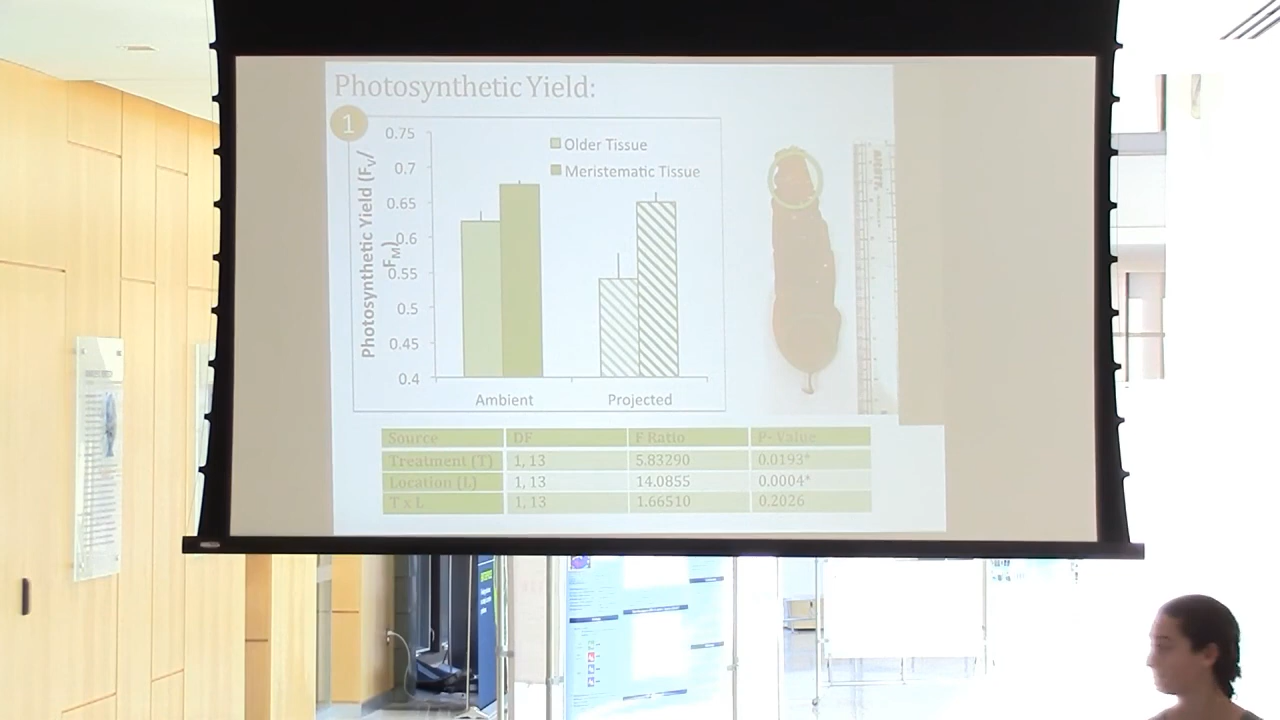 Photosynthetic Yield:
1
Photosynthetic Yield (Fv/
FM)
0.75
0.7
0.65
0.6
0.55
0.5
0.45
0.4
Older Tissue
Meristematic Tissue
Ambient Projected
Source DF F Ratio P- Value
Treatment (T) 1, 13 5.83290 0.0193*
Location (L) 1, 13 14.0855 0.0004*
T x L 1, 13 1.66510 0.2026